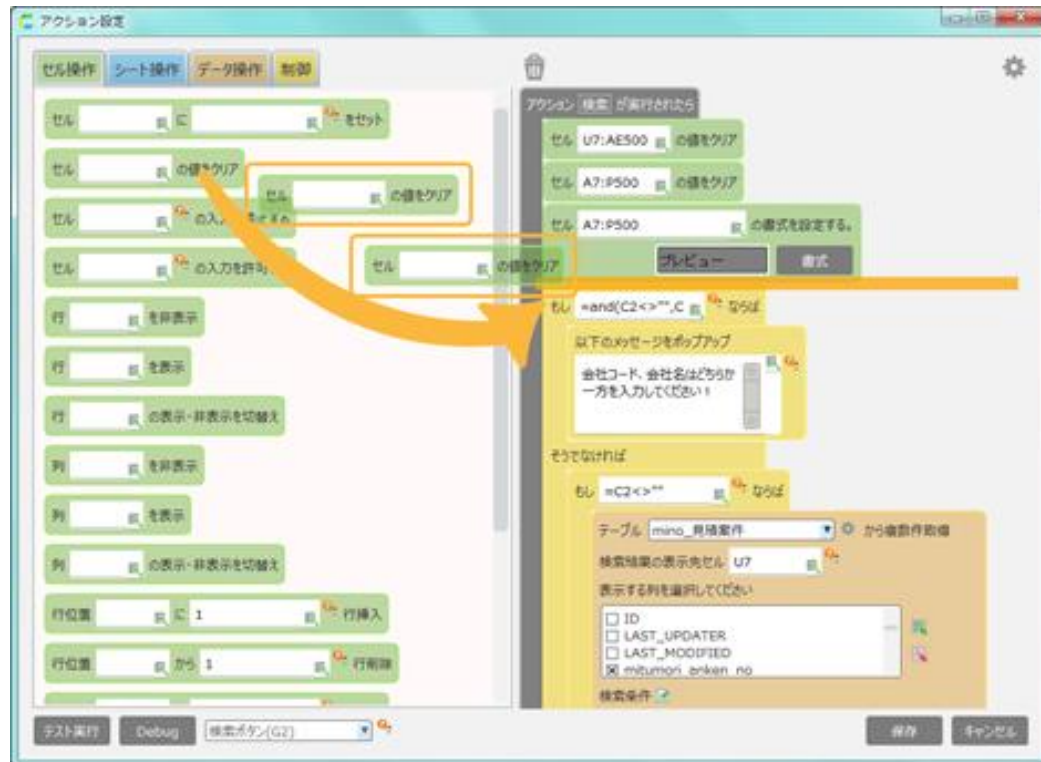 アクション設定
セル操作 シート操作 データ操作 制御
セル に をセット
セル の値をクリア
セル の値をクリア
セル の入力
セル の入力を許可
セル の値をクリア
行 を非表示
行 を表示
行 の表示・非表示を切替え
列 を非表示
列 を表示
列 の表示・非表示を切替え
行位置 に 1 行挿入
行位置 から 1 行削除
テスト実行 Debug 検索ボタン(G2)
アクション 検索 が実行されたら
セル U7:AE500 の値をクリア
セル A7:P500 の値をクリア
セル A7:P500 の書式を設定する。
プレビュー 書式
もし =and(C2<>"",C ならば
以下のメッセージをポップアップ
会社コード、会社名はどちらか
一方を入力してください！
そうでなければ
もし =C2<>"" ならば
テーブル mino_見積案件 から複数件取得
検索結果の表示先セル U7
表示する列を選択してください
ID
LAST_UPDATER
LAST_MODIFIED
mitumori_anken_no
検索条件
保存 キャンセル